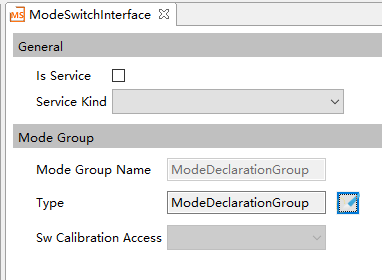 MS ModeSwitchInterface
General
Is Service
Service Kind
Mode Group
Mode Group Name ModeDeclarationGroup
Type ModeDeclarationGroup
Sw Calibration Access